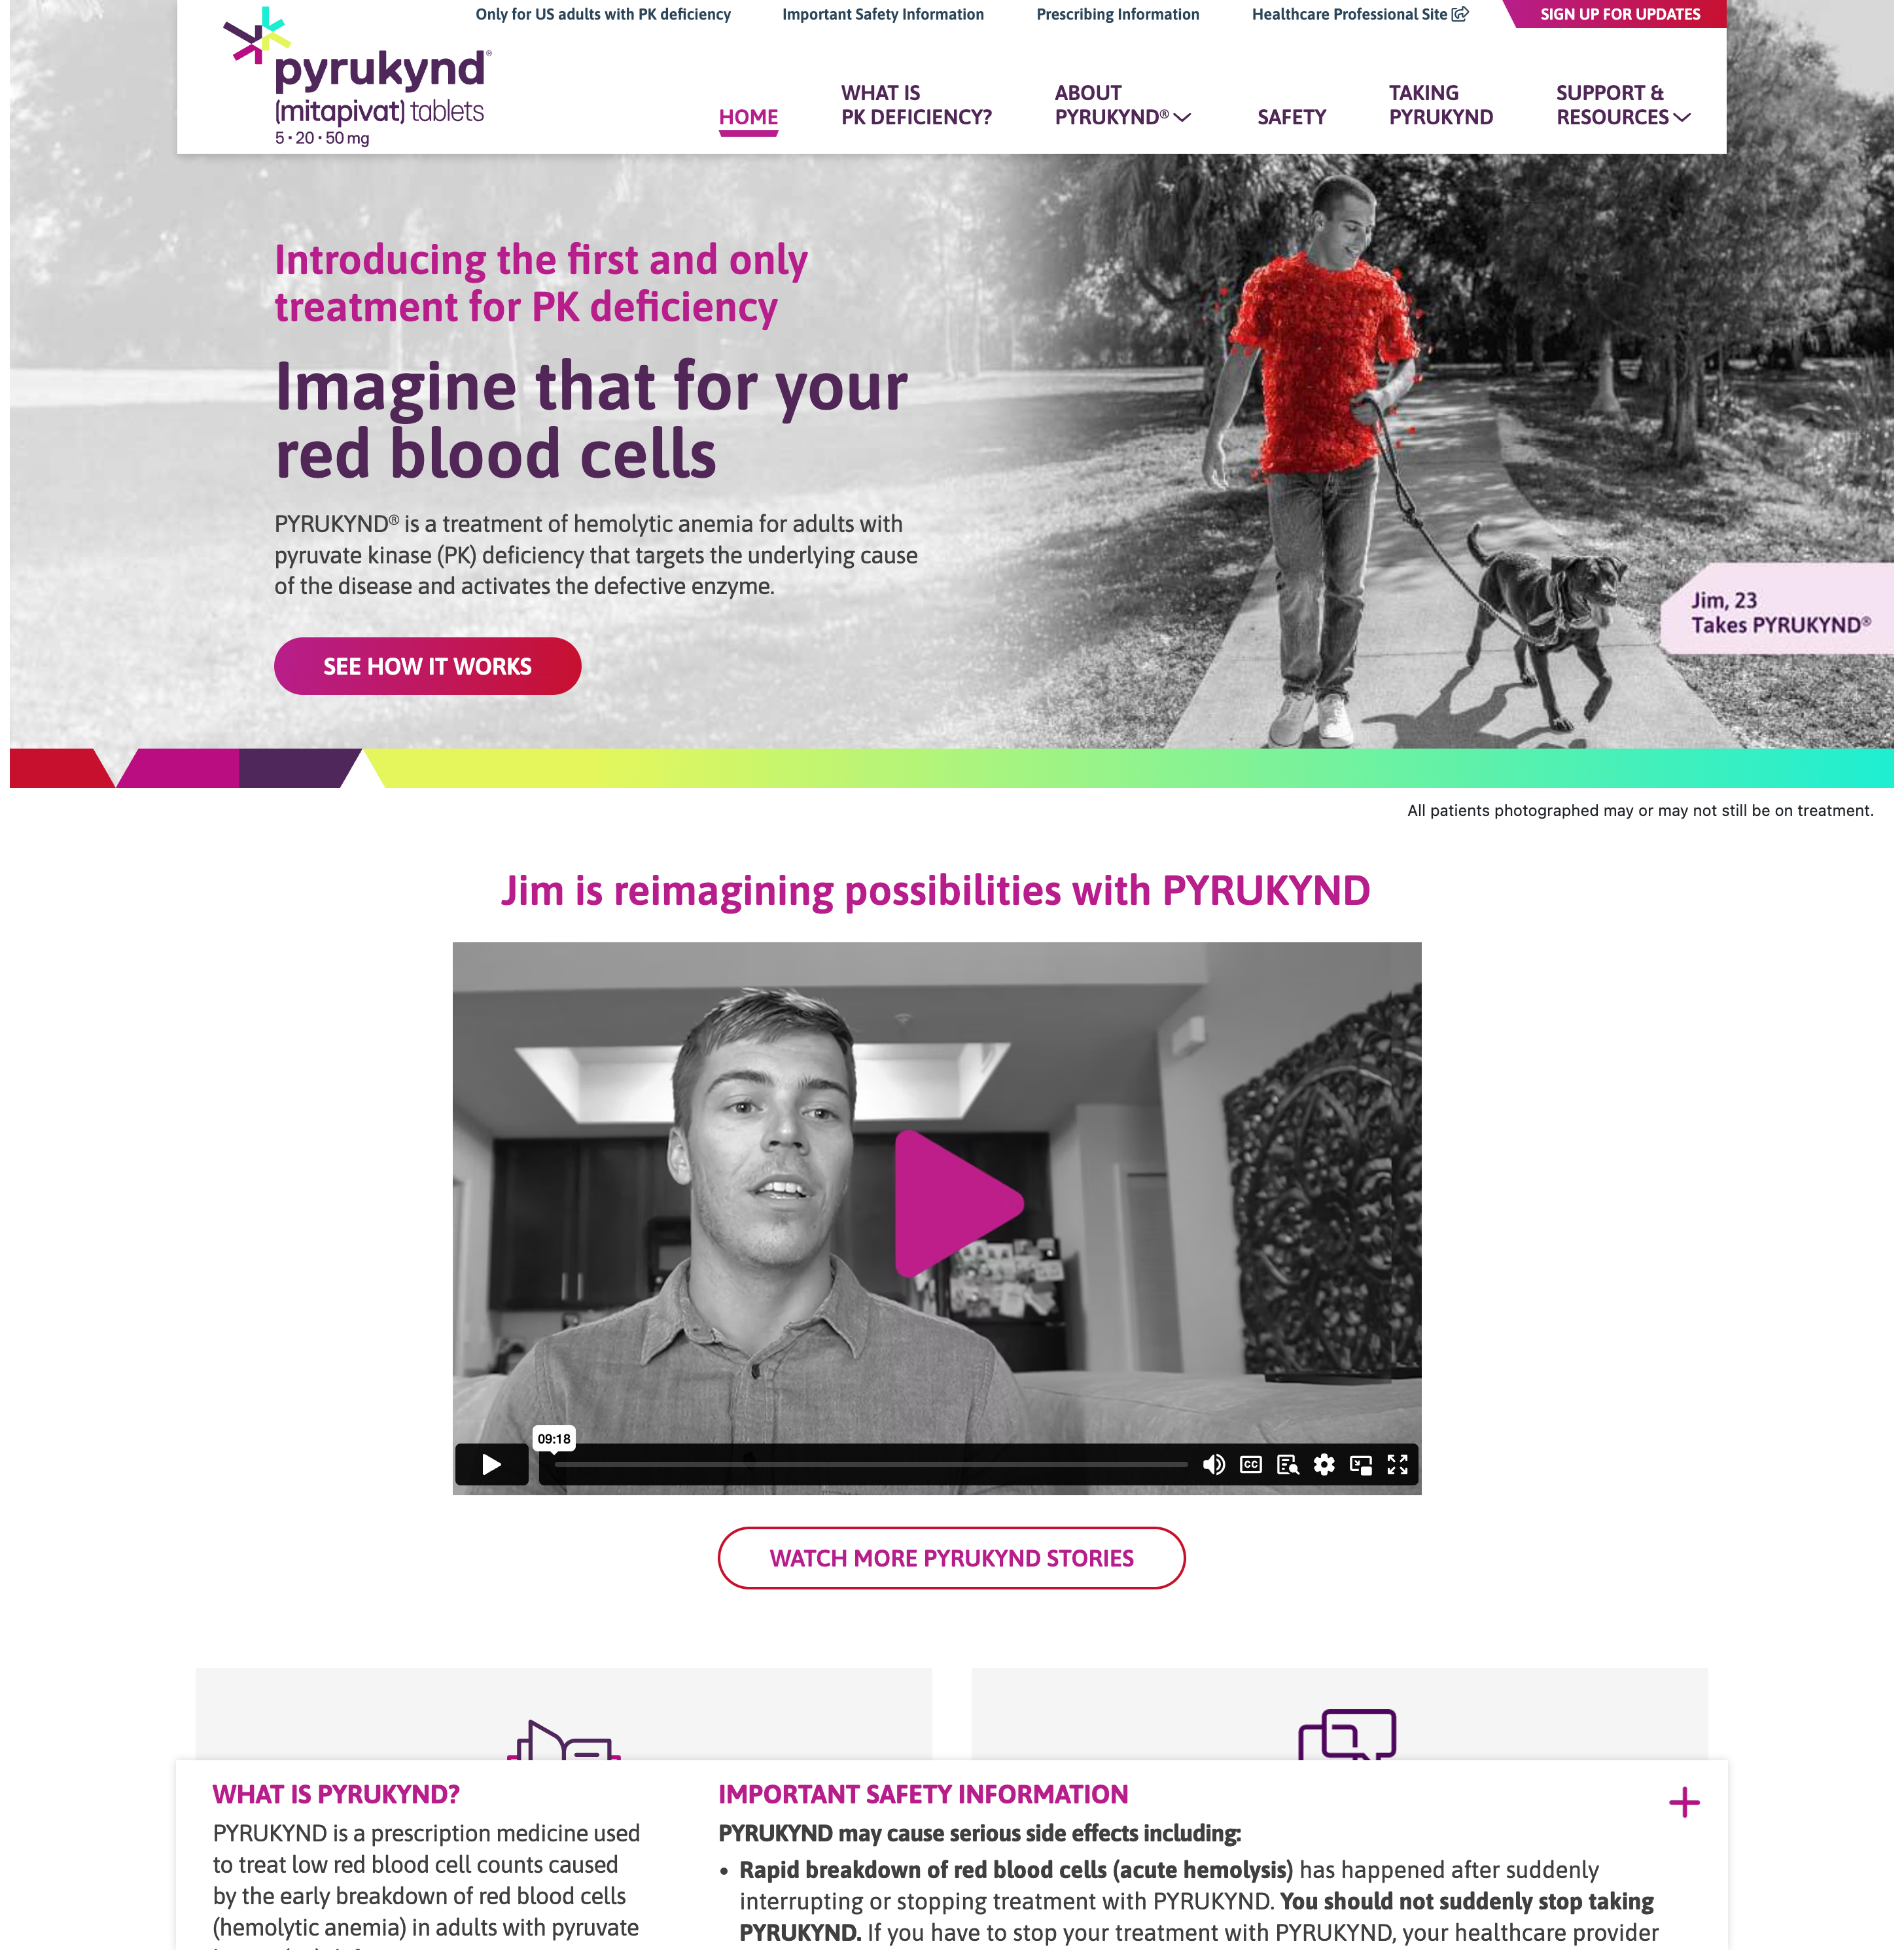 Only for US adults with PK deficiency
Important Safety Information
Prescribing Information
Healthcare Professional Site
SIGN UP FOR UPDATES
pyrukynd®
(mitapivat) tablets
5 • 20 • 50 mg
HOME
WHAT IS
PK DEFICIENCY?
ABOUT
PYRUKYND®
SAFETY
TAKING
PYRUKYND
SUPPORT &
RESOURCES
Introducing the first and only
treatment for PK deficiency
Imagine that for your
red blood cells
PYRUKYND® is a treatment of hemolytic anemia for adults with
pyruvate kinase (PK) deficiency that targets the underlying cause
of the disease and activates the defective enzyme.
SEE HOW IT WORKS
Jim, 23
Takes PYRUKYND®
All patients photographed may or may not still be on treatment.
Jim is reimagining possibilities with PYRUKYND
09:18
CC
WATCH MORE PYRUKYND STORIES
WHAT IS PYRUKYND?
PYRUKYND is a prescription medicine used
to treat low red blood cell counts caused
by the early breakdown of red blood cells
(hemolytic anemia) in adults with pyruvate
IMPORTANT SAFETY INFORMATION
PYRUKYND may cause serious side effects including:
• Rapid breakdown of red blood cells (acute hemolysis) has happened after suddenly
interrupting or stopping treatment with PYRUKYND. You should not suddenly stop taking
PYRUKYND. If you have to stop your treatment with PYRUKYND, your healthcare provider